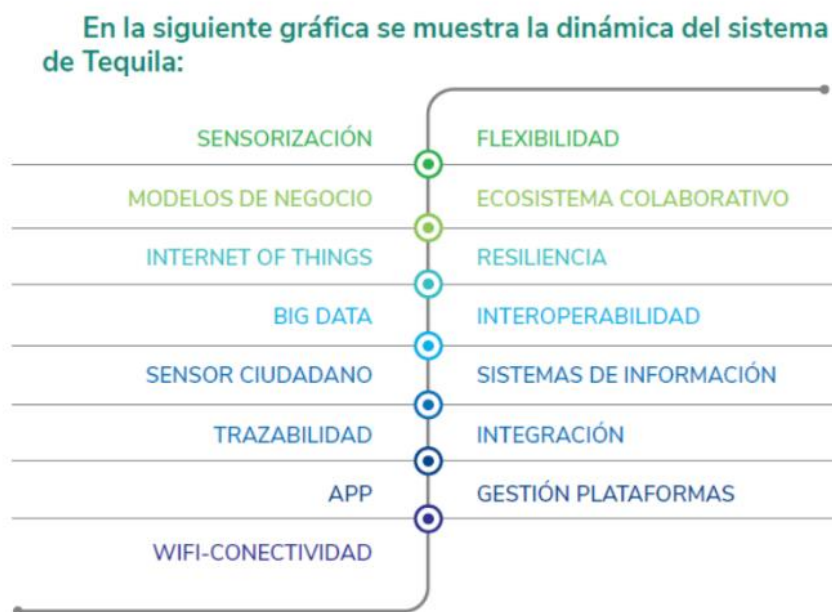 En la siguiente gráfica se muestra la dinámica del sistema
de Tequila:
SENSORIZACIÓN FLEXIBILIDAD
MODELOS DE NEGOCIO ECOSISTEMA COLABORATIVO
INTERNET OF THINGS RESILIENCIA
BIG DATA INTEROPERABILIDAD
SENSOR CIUDADANO SISTEMAS DE INFORMACIÓN
TRAZABILIDAD INTEGRACIÓN
APP GESTIÓN PLATAFORMAS
WIFI-CONECTIVIDAD